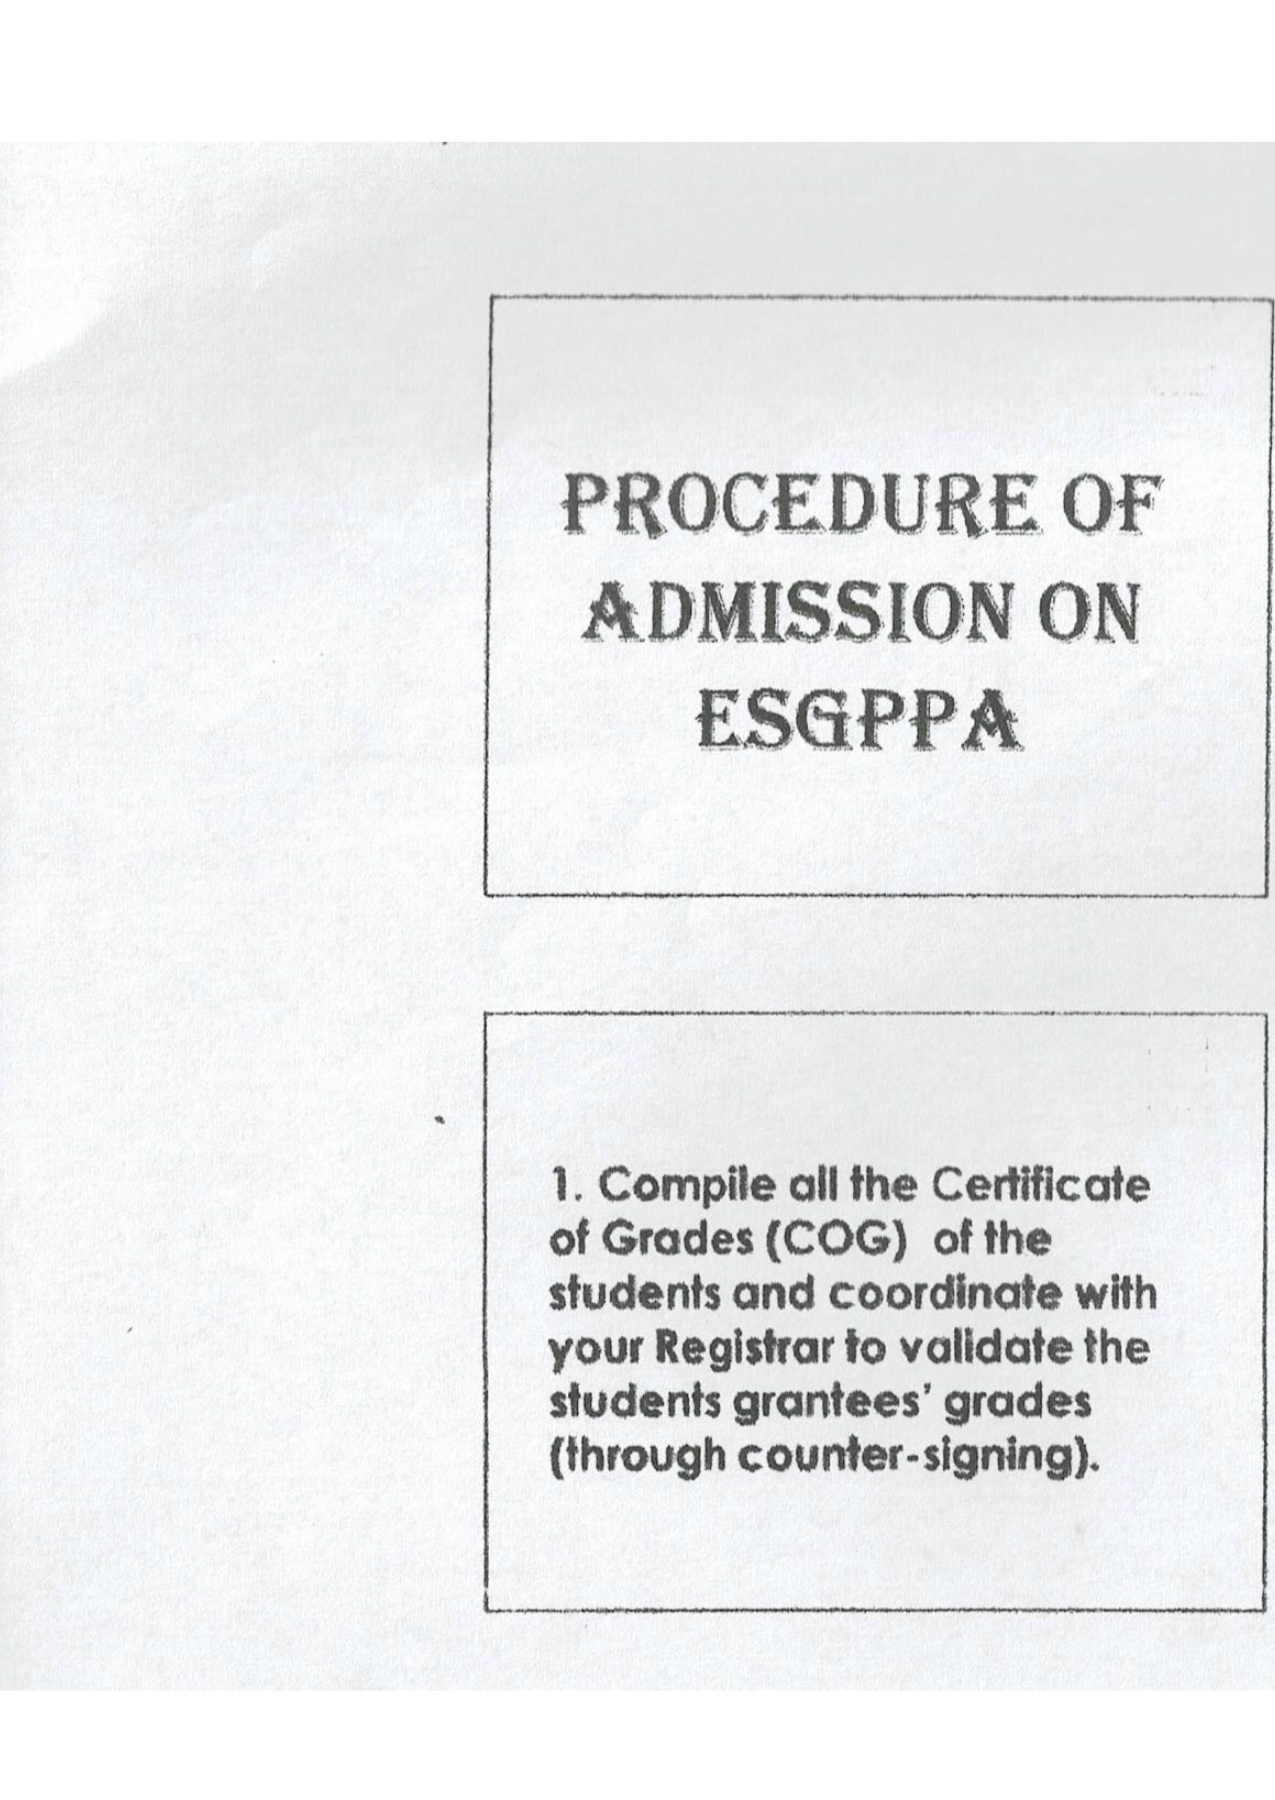 PROCEDURE OF
ADMISSION ON
ESGPPA
1. Compile all the Certificate
of Grades (COG) of the
students and coordinate with
your Registrar to validate the
students grantees’ grades
(through counter-signing).